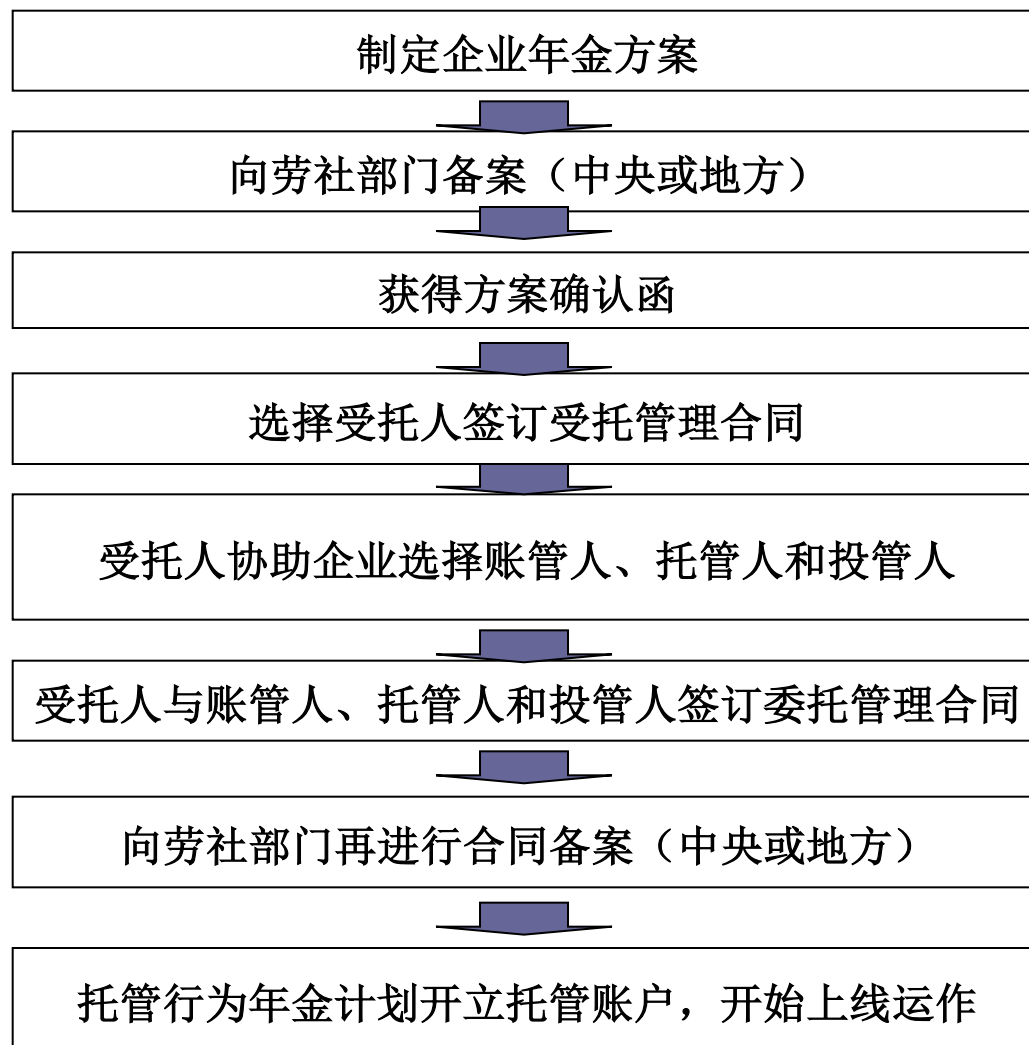 制定企业年金方案
向劳社部门备案（中央或地方）
获得方案确认函
选择受托人签订受托管理合同
受托人协助企业选择账管人、托管人和投管人
受托人与账管人、托管人和投管人签订委托管理合同
向劳社部门再进行合同备案（中央或地方）
托管行为年金计划开立托管账户，开始上线运作